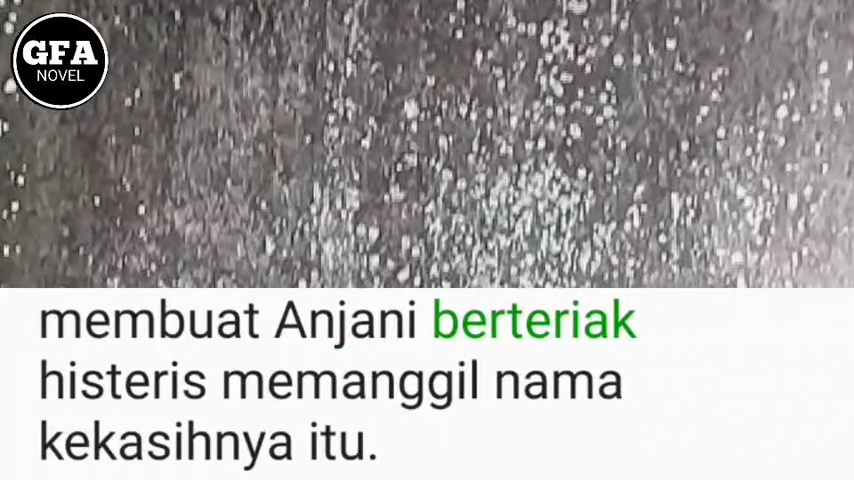 GFA
NOVEL
membuat Anjani berteriak
histeris memanggil nama
kekasihnya itu.